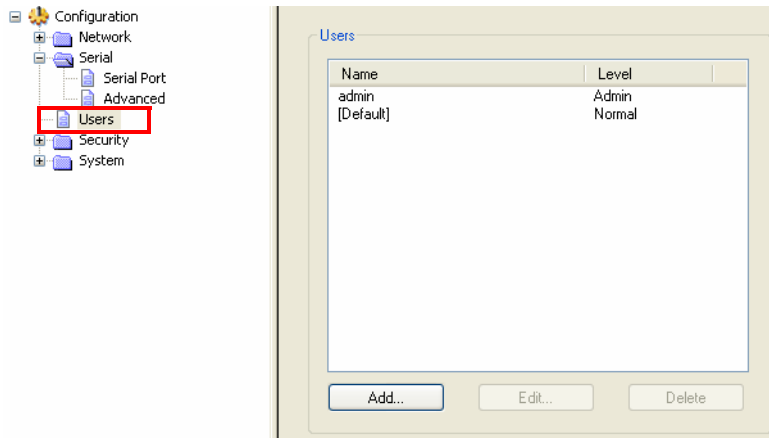 Configuration
Network
Serial
Serial Port
Advanced
Users
Security
System
Users
Name Level
admin Admin
[Default] Normal
Add... Edit... Delete